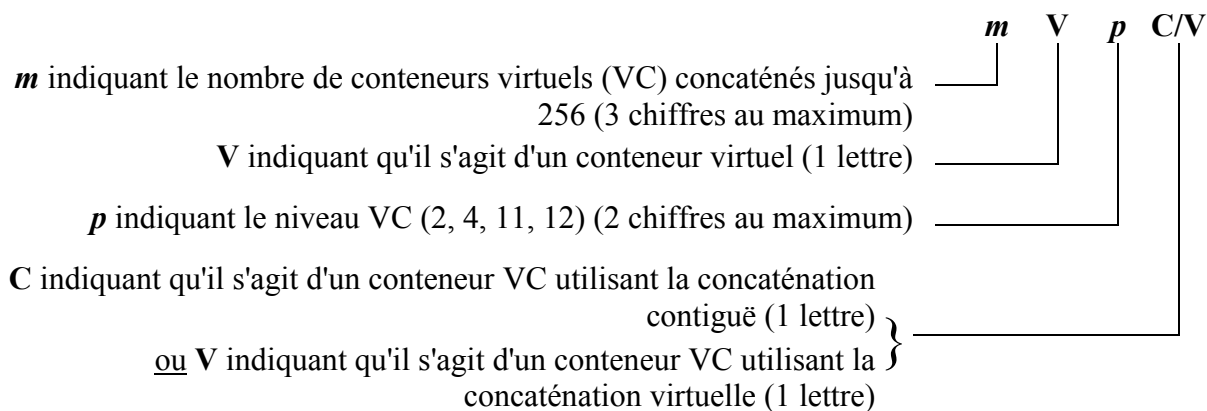 m V p C/V
m indiquant le nombre de conteneurs virtuels (VC) concaténés jusqu'à
256 (3 chiffres au maximum)
V indiquant qu'il s'agit d'un conteneur virtuel (1 lettre)
p indiquant le niveau VC (2, 4, 11, 12) (2 chiffres au maximum)
C indiquant qu'il s'agit d'un conteneur VC utilisant la concaténation
contiguë (1 lettre)
ou V indiquant qu'il s'agit d'un conteneur VC utilisant la
concaténation virtuelle (1 lettre)